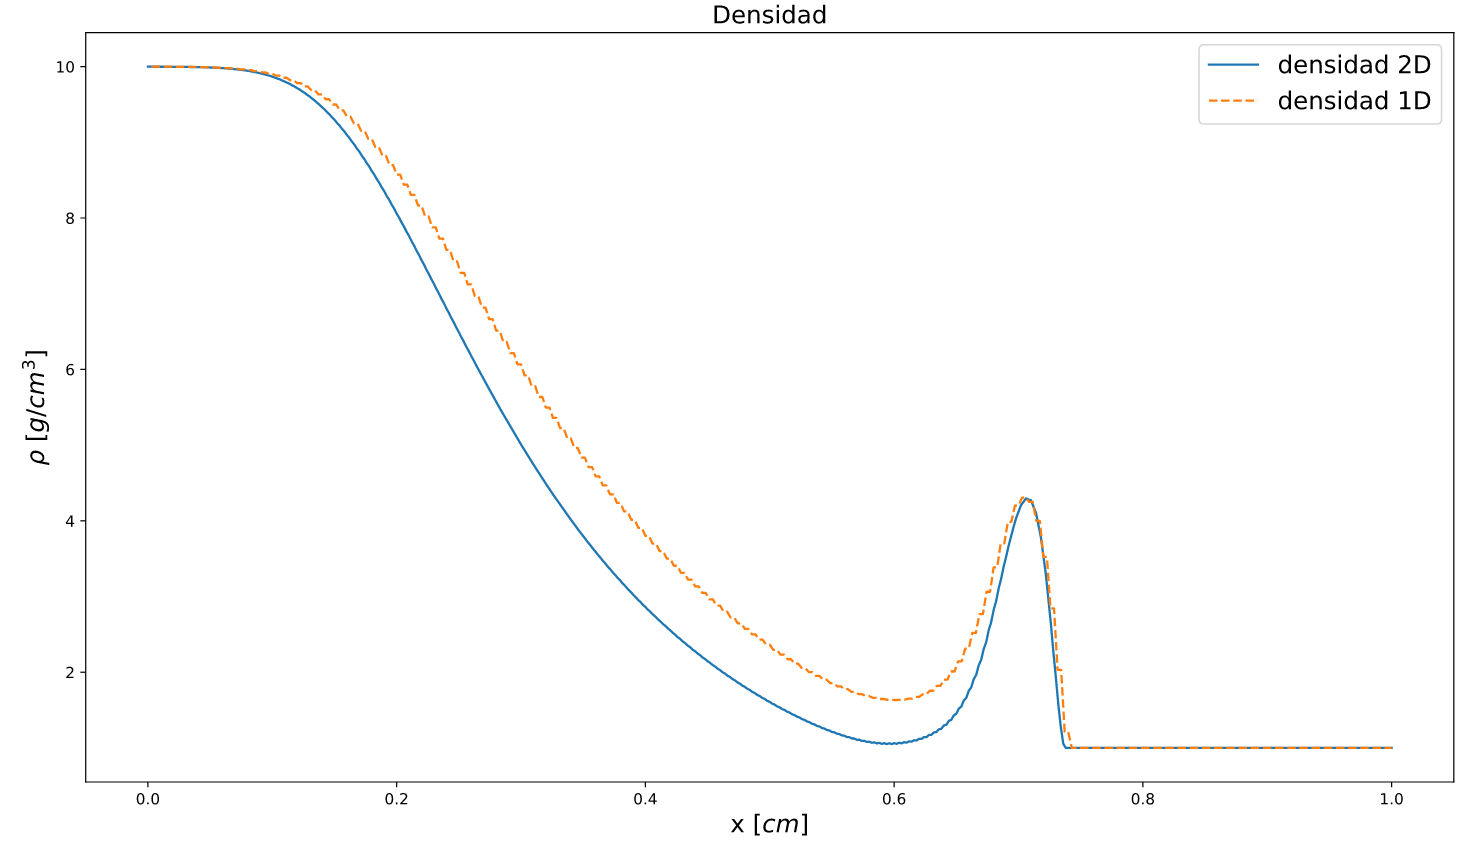 Densidad
densidad 2D
densidad 1D
10
8
6
4
2
ρ [g/cm³]
0.0 0.2 0.4 0.6 0.8 1.0
x [cm]